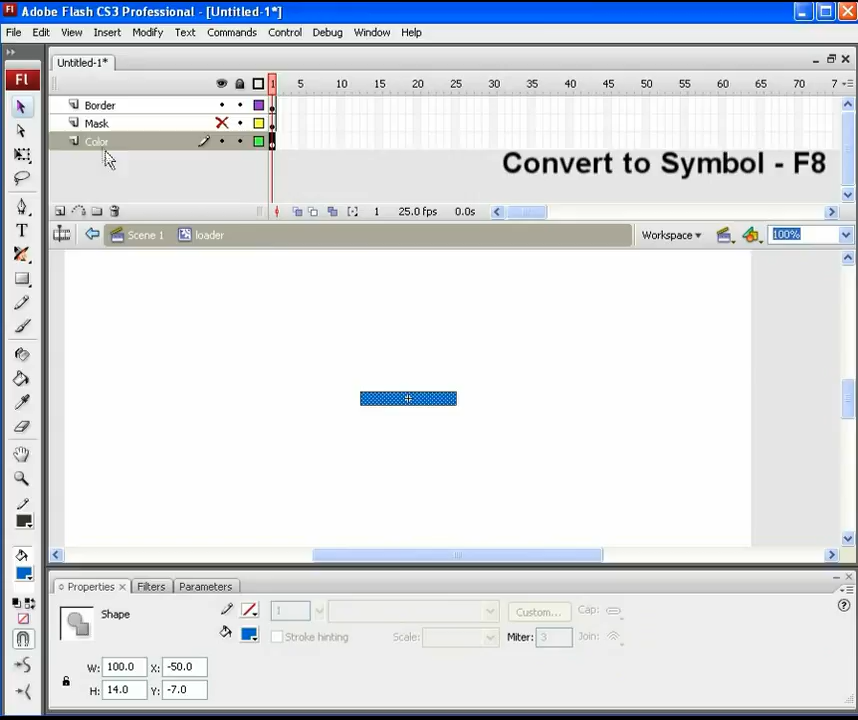 Adobe Flash CS3 Professional - [Untitled-1*]
File Edit View Insert Modify Text Commands Control Debug Window Help
Untitled-1*
1 5 10 15 20 25 30 35 40 45 50 55 60 65 70 7
Border
Mask
Color
Convert to Symbol - F8
1 25.0 fps 0.0s
Scene 1 loader Workspace 100%
Properties Filters Parameters
Shape 1 Custom... Cap:
Stroke hinting Scale: Miter: 3 Join:
W: 100.0 X: -50.0
H: 14.0 Y: -7.0
Fl
T